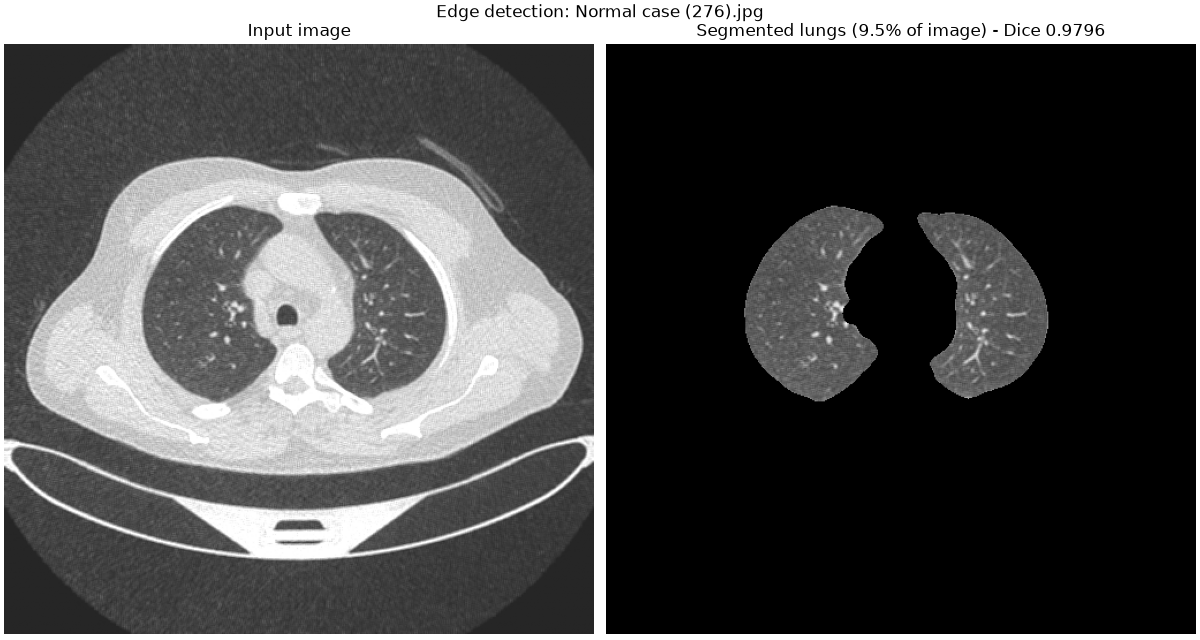 Edge detection: Normal case (276).jpg
Input image
Segmented lungs (9.5% of image) - Dice 0.9796